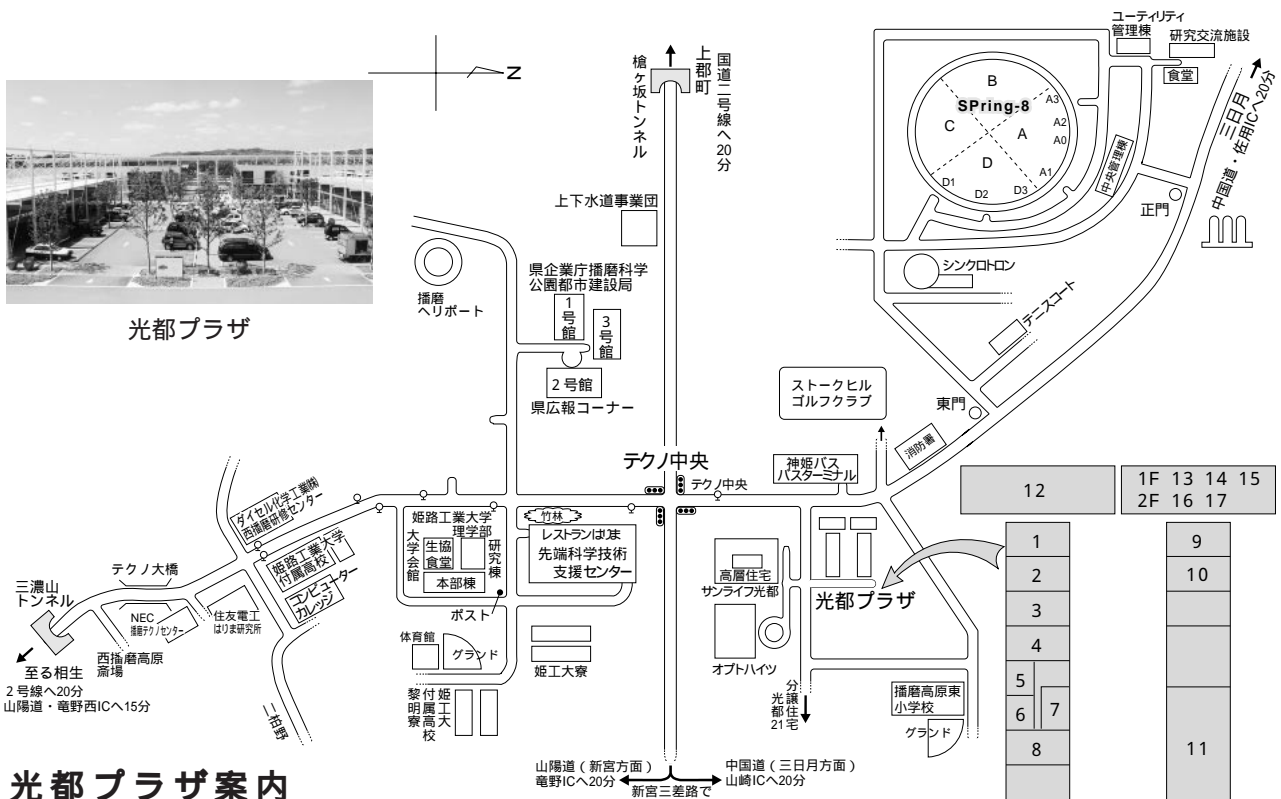 ユーティリティ
管理棟
研究交流施設
食堂
N
槍ヶ坂トンネル
上郡町
国道二号線へ20分
B
SPring-8
A3
C
A
A2
A0
D
A1
D1
D2
D3
中央管理棟
三日月
中国道・佐用ICへ20分
正門
上下水道事業団
シンクロトロン
播磨
ヘリポート
県企業庁播磨科学
公園都市建設局
1号館
3号館
2号館
県広報コーナー
テニスコート
光都プラザ
ストークヒル
ゴルフクラブ
東門
消防署
テクノ中央
テクノ中央
神姫バス
バスターミナル
ダイセル化学工業㈱
西播磨研修センター
姫路工業大学
付属高校
コンピューター
カレッジ
姫路工業大学
理学部
大学会館
生協
食堂
研究棟
本部棟
ポスト
竹林
レストランはりま
先端科学技術
支援センター
高層住宅
サンライフ光都
光都プラザ
テクノ大橋
三濃山
トンネル
NEC
播磨テクノセンター
住友電工
はりま研究所
西播磨高原
斎場
至る相生
2号線へ20分
山陽道・竜野西ICへ15分
二柏野
体育館
グランド
姫工大寮
姫工大
付属高校
黎明寮
オプトハイツ
分譲住宅
光都21
播磨高原東
小学校
グランド
12
1F 13 14 15
2F 16 17
1
2
3
4
5
6
7
8
9
10
11
山陽道(新宮方面)
竜野ICへ20分
中国道(三日月方面)
山崎ICへ20分
新宮三差路で
光都プラザ案内